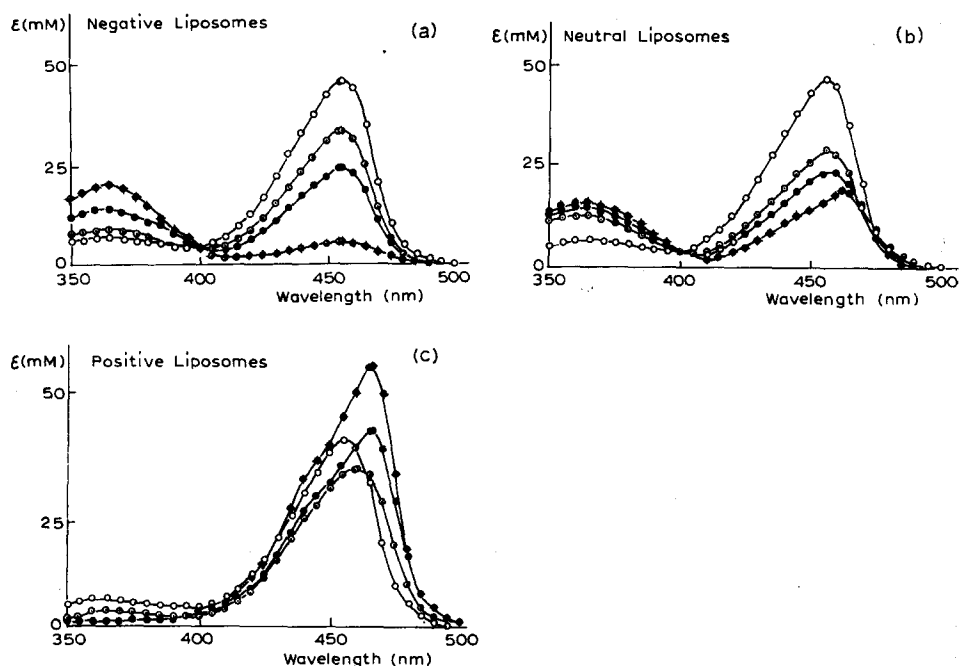 ε(mM) Negative Liposomes (a)
50
25
0
350 400 450 500
Wavelength (nm)
ε(mM) Neutral Liposomes (b)
50
25
0
350 400 450 500
Wavelength (nm)
ε(mM) Positive Liposomes (c)
50
25
0
350 400 450 500
Wavelength (nm)